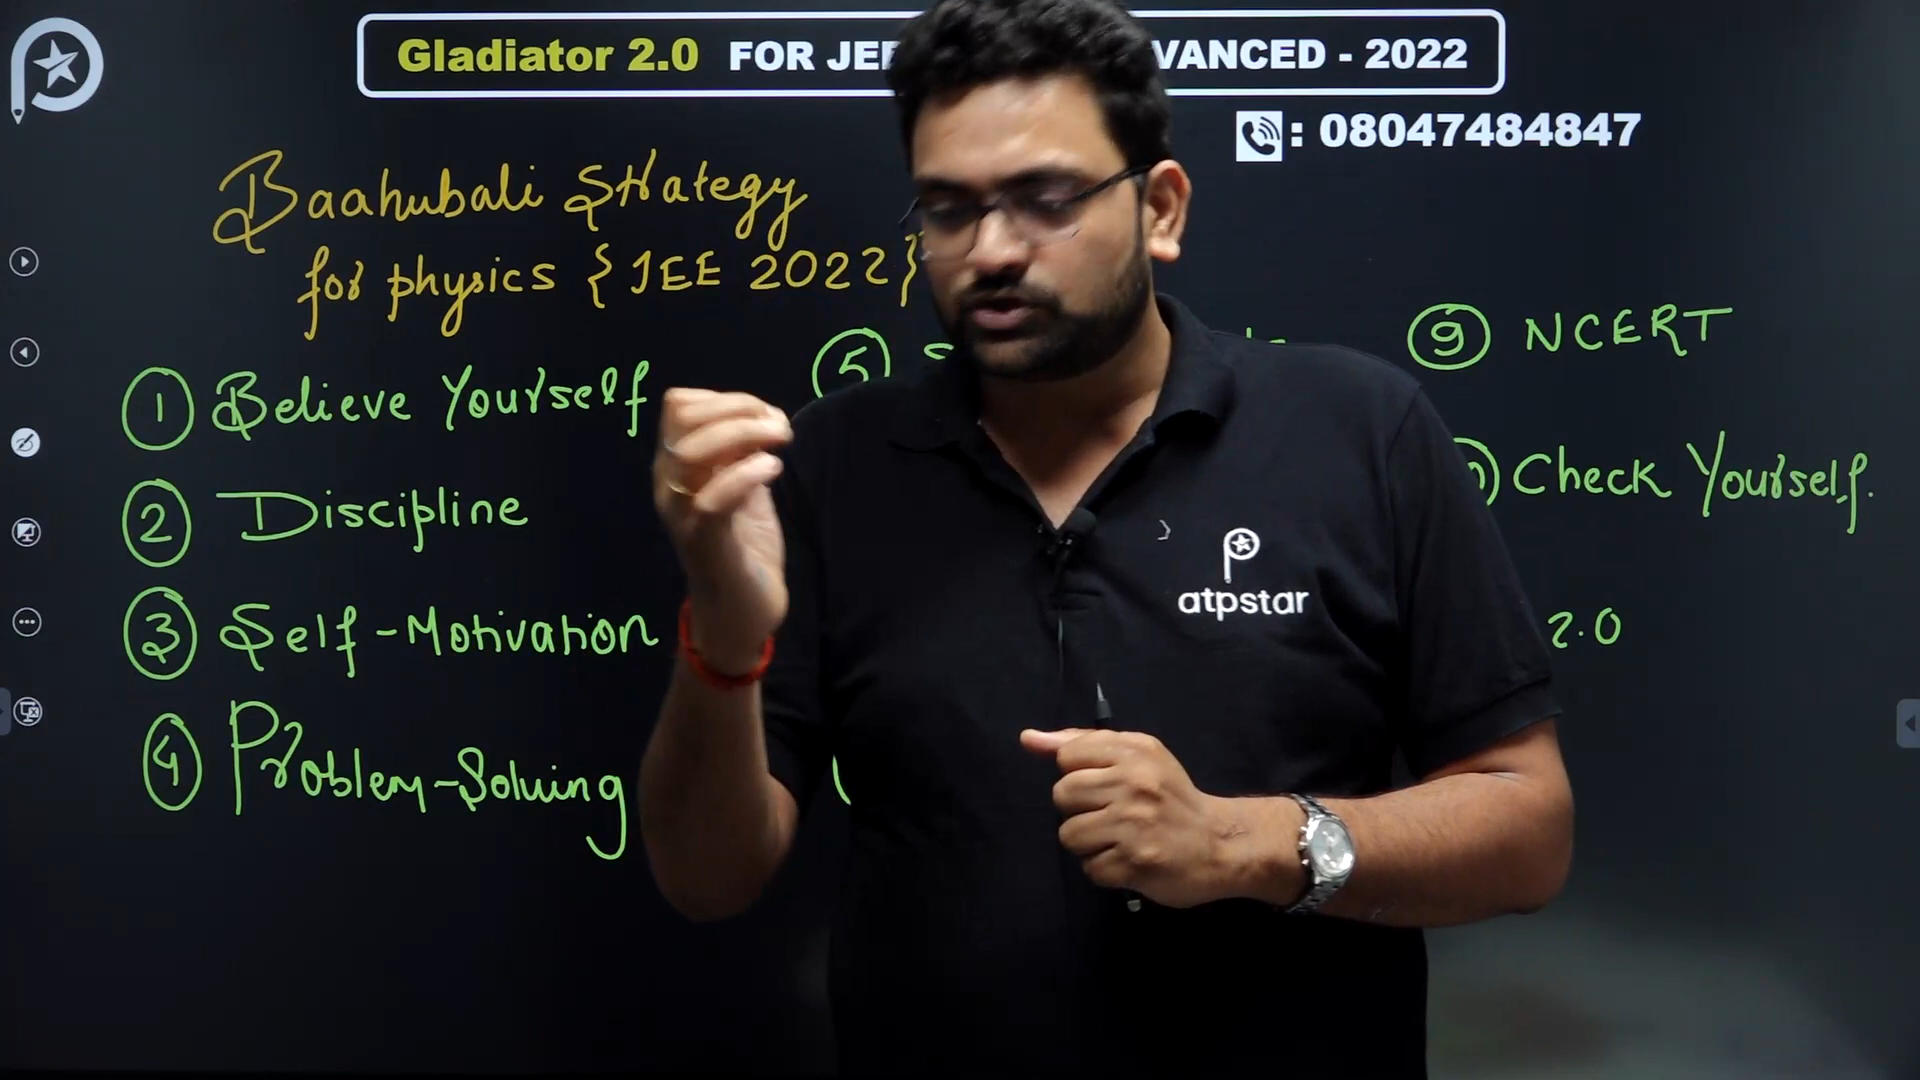 Gladiator 2.0 FOR JEE VANCED - 2022
: 08047484847
Baahubali Strategy
for physics { JEE 2022 }
1 Believe Yourself
2 Discipline
3 Self-Motivation
4 Problem-Solving
5 S
9 NCERT
Check Yourself.
2.0
atpstar